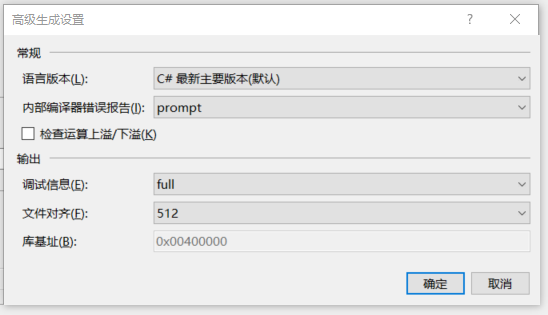 高级生成设置
常规
语言版本(L): C# 最新主要版本(默认)
内部编译器错误报告(I): prompt
检查运算上溢/下溢(K)
输出
调试信息(E): full
文件对齐(F): 512
库基址(B): 0x00400000
确定 取消